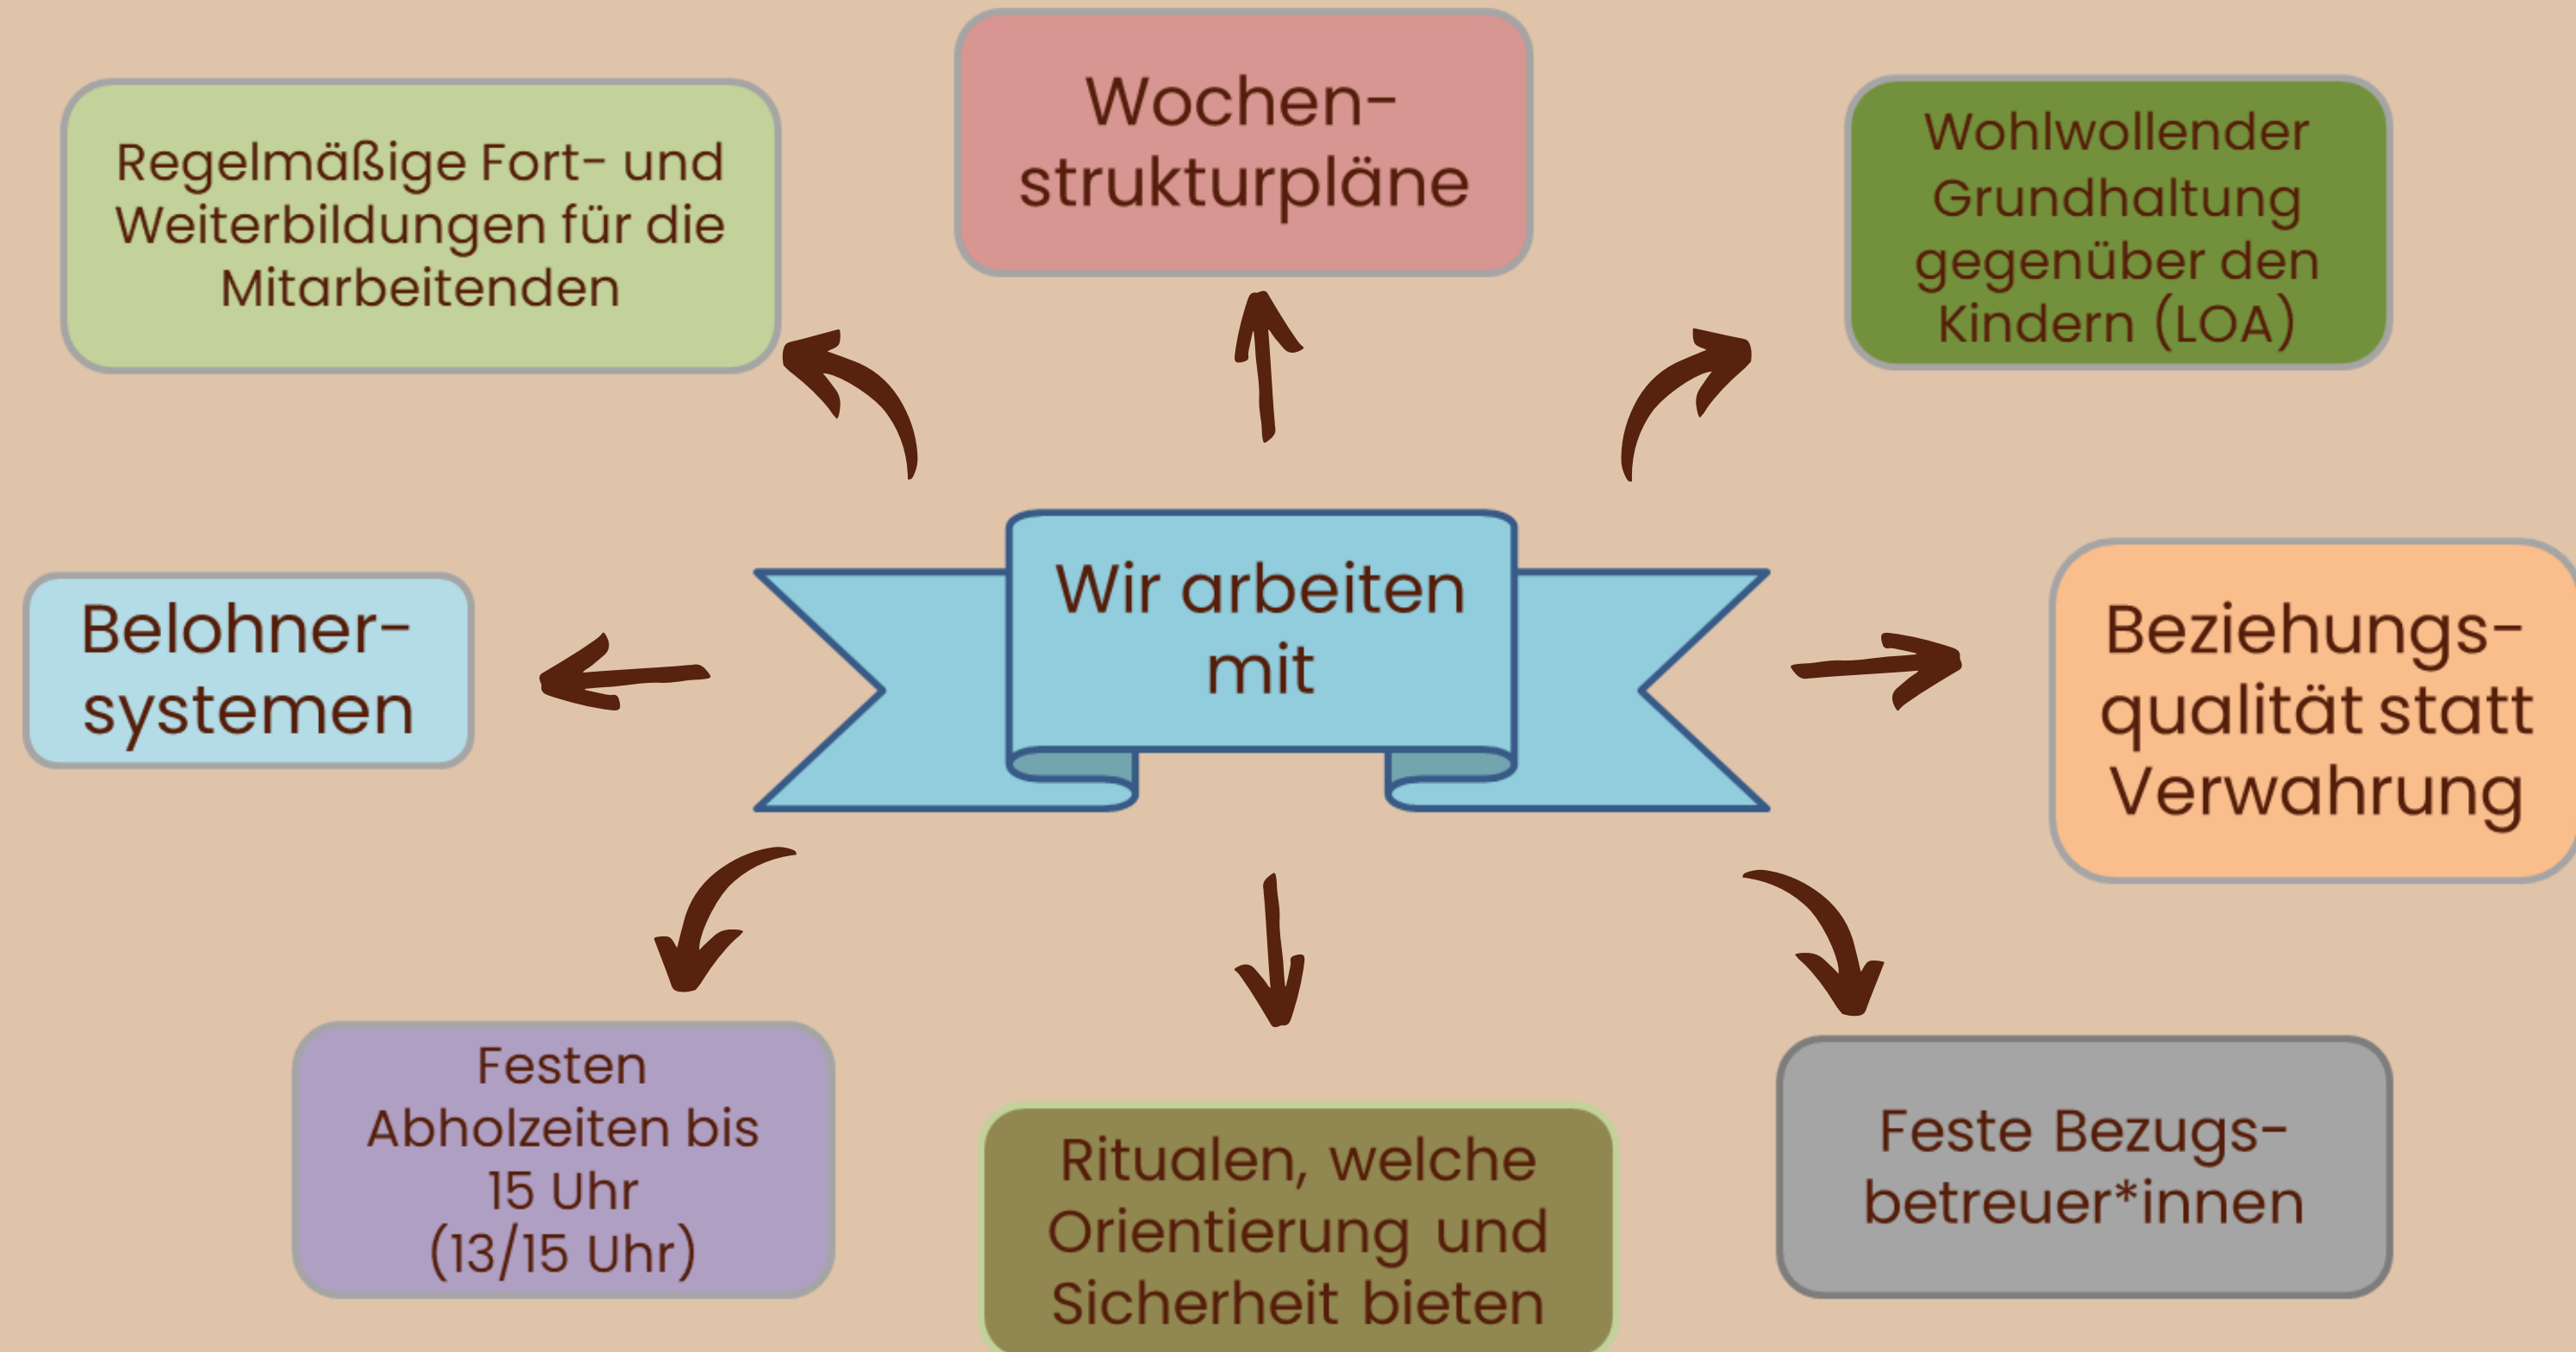 Wochen-
strukturpläne
Regelmäßige Fort- und
Weiterbildungen für die
Mitarbeitenden
Wohlwollender
Grundhaltung
gegenüber den
Kindern (LOA)
Wir arbeiten
mit
Belohner-
systemen
Beziehungs-
qualität statt
Verwahrung
Festen
Abholzeiten bis
15 Uhr
(13/15 Uhr)
Ritualen, welche
Orientierung und
Sicherheit bieten
Feste Bezugs-
betreuer*innen